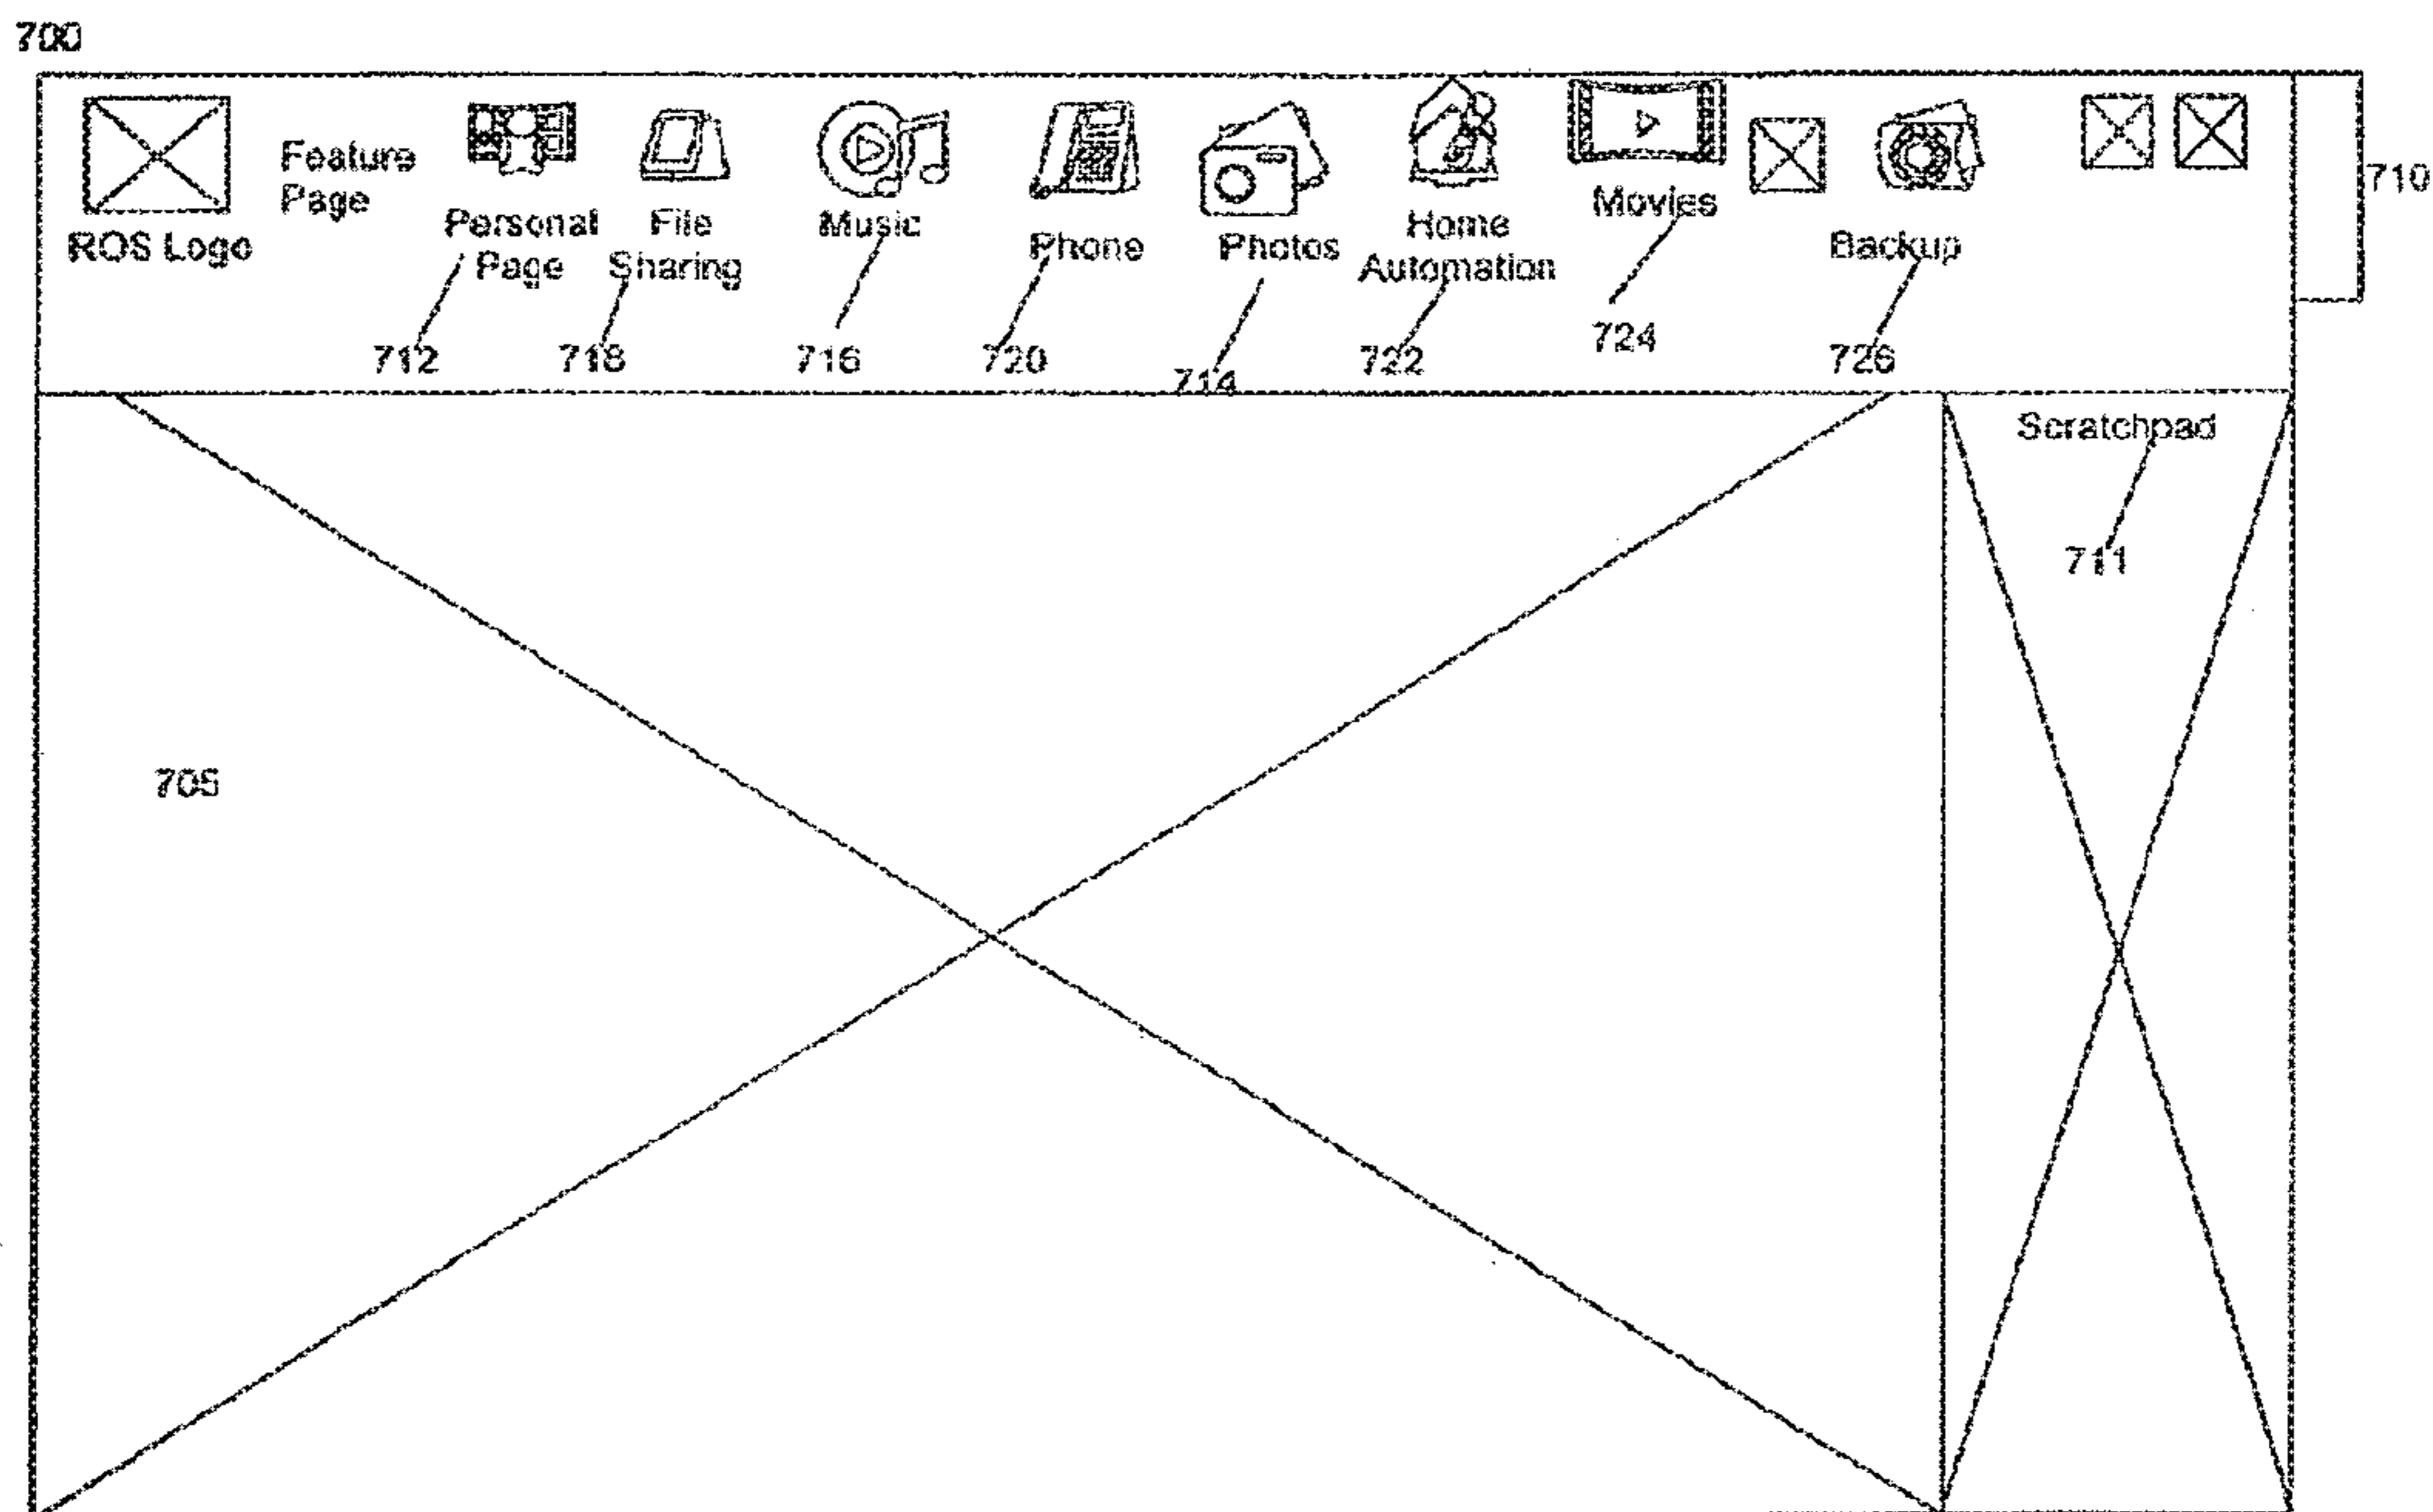 700
ROS Logo
Feature
Page
Personal
Page
File
Sharing
Music
Phone
Photos
Home
Automation
Movies
Backup
710
712
718
716
720
714
722
724
726
Scratchpad
711
705